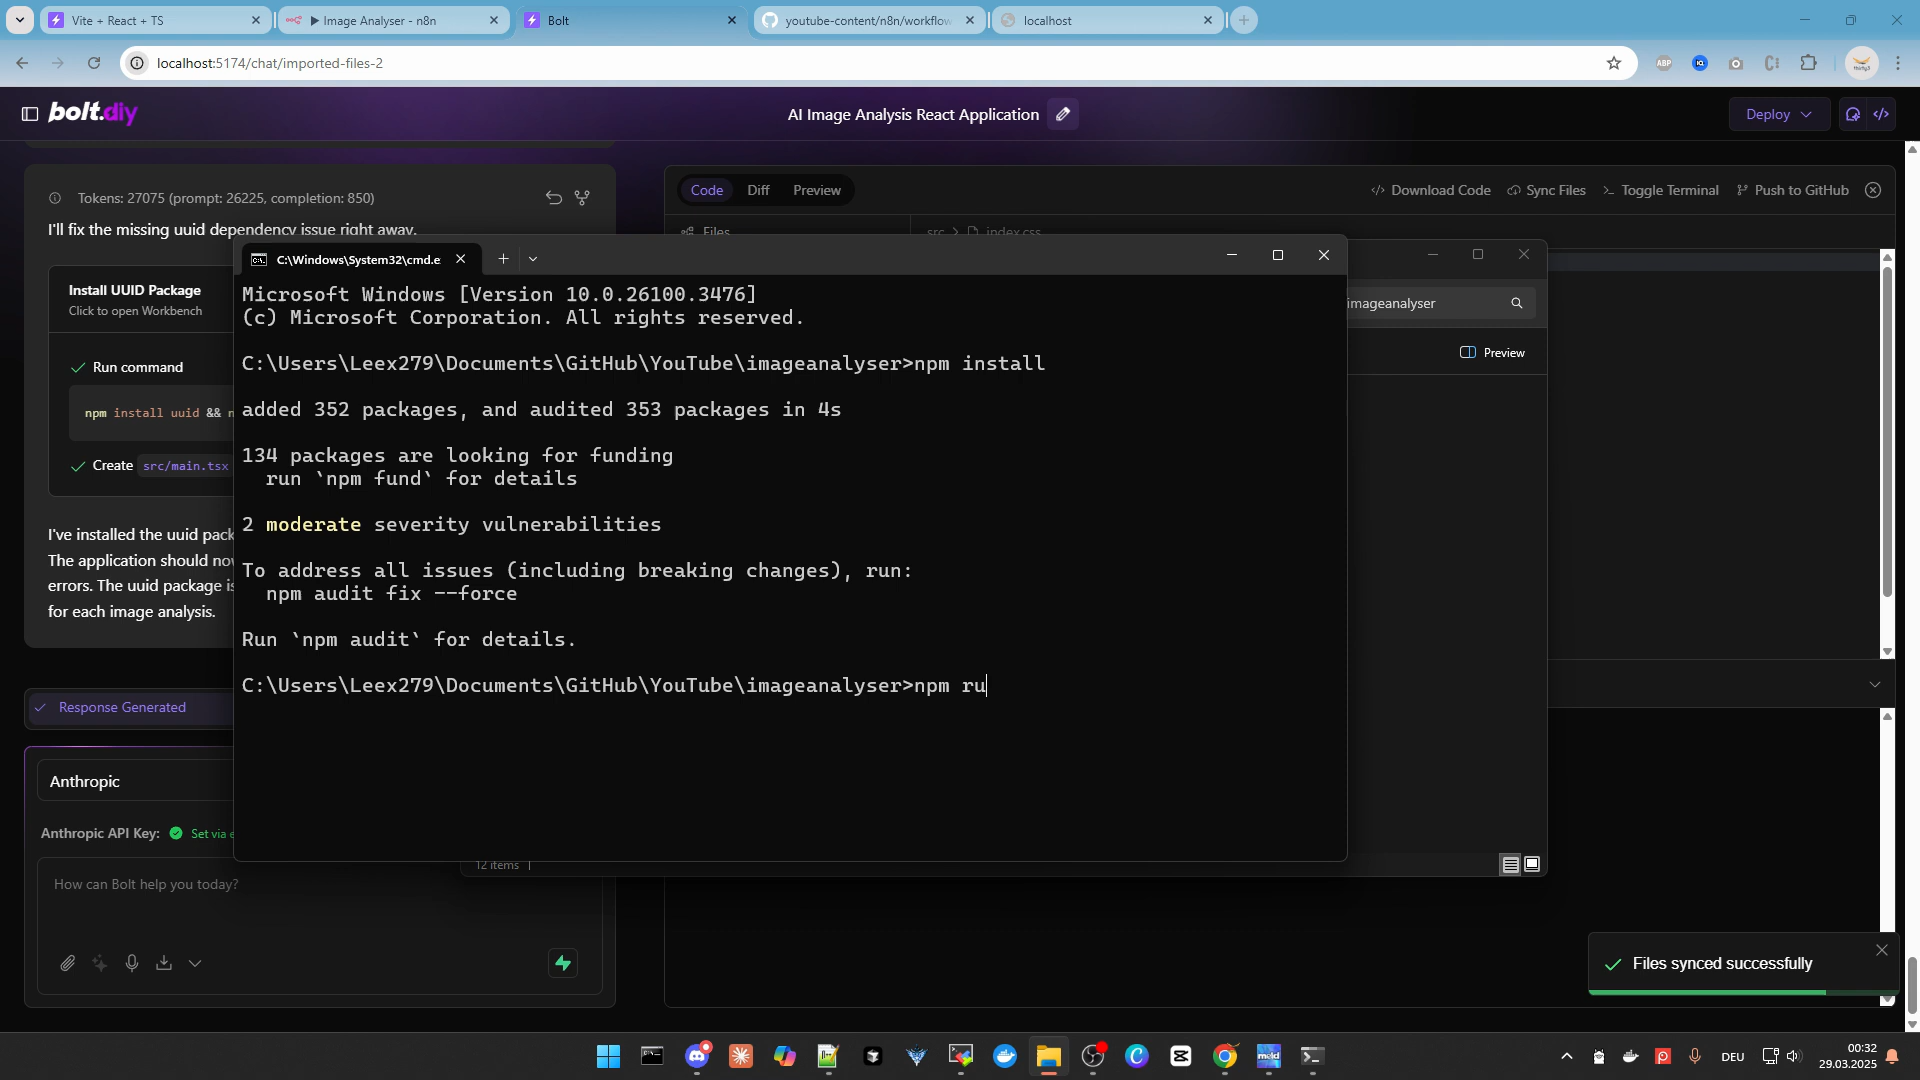 Vite + React + TS
Image Analyser - n8n
Bolt
youtube-content/n8n/workflow
localhost
localhost:5174/chat/imported-files-2
ABP
bolt.diy
AI Image Analysis React Application
Deploy
Tokens: 27075 (prompt: 26225, completion: 850)
I'll fix the missing uuid dependency issue right away.
Code
Diff
Preview
Download Code
Sync Files
Toggle Terminal
Push to GitHub
Files
src > index.css
Install UUID Package
Click to open Workbench
Run command
npm install uuid && n
Create src/main.tsx
I've installed the uuid pack
The application should no
errors. The uuid package is
for each image analysis.
Response Generated
Anthropic
Anthropic API Key:
Set via e
How can Bolt help you today?
C:\Windows\System32\cmd.e
Microsoft Windows [Version 10.0.26100.3476]
(c) Microsoft Corporation. All rights reserved.
C:\Users\Leex279\Documents\GitHub\YouTube\imageanalyser>npm install
added 352 packages, and audited 353 packages in 4s
134 packages are looking for funding
run `npm fund` for details
2 moderate severity vulnerabilities
To address all issues (including breaking changes), run:
npm audit fix --force
Run `npm audit` for details.
C:\Users\Leex279\Documents\GitHub\YouTube\imageanalyser>npm ru
imageanalyser
Preview
12 items
Files synced successfully
DEU
00:32
29.03.2025